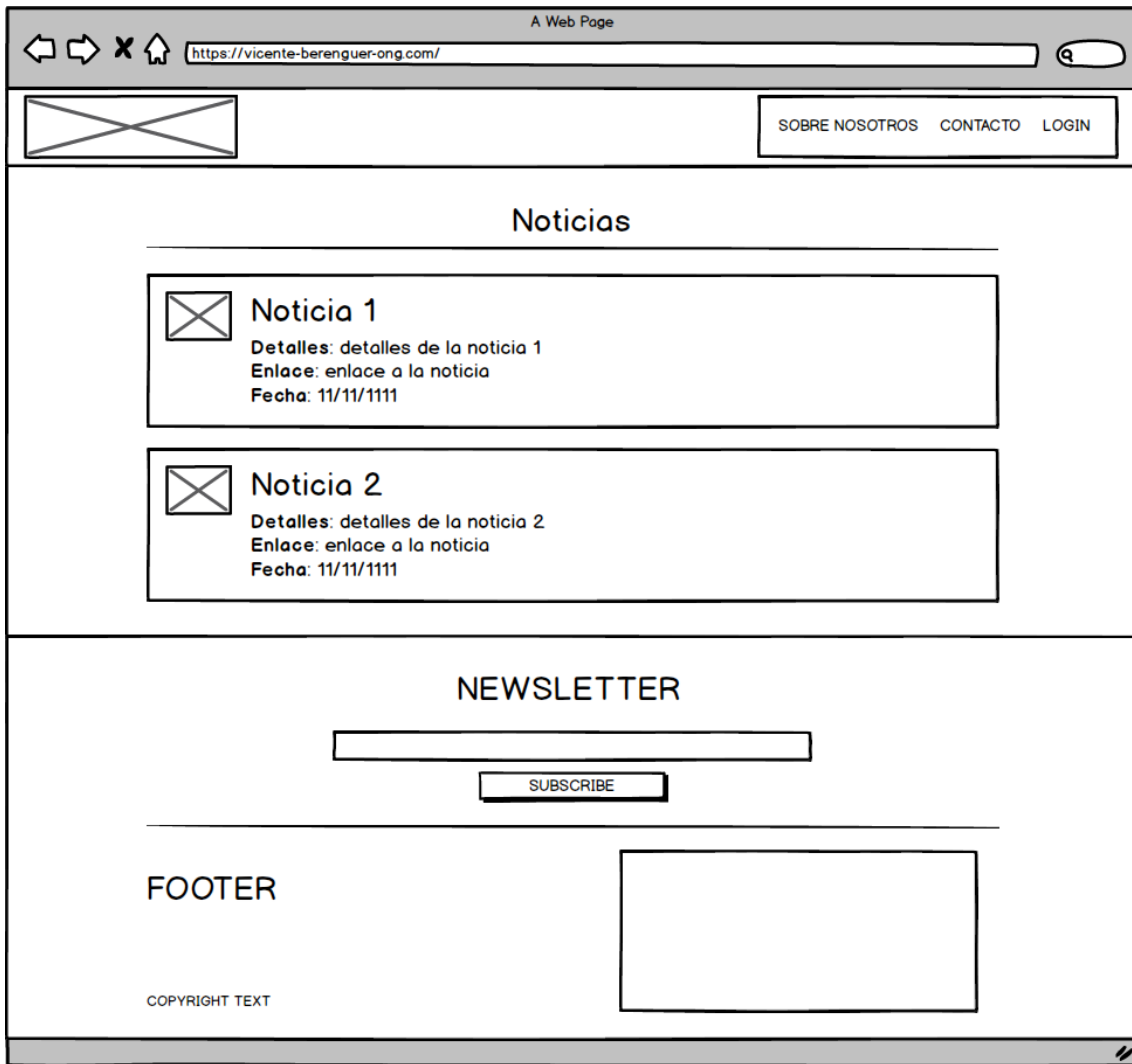 A Web Page
https://vicente-berenguer-ong.com/
SOBRE NOSOTROS CONTACTO LOGIN
Noticias
Noticia 1
Detalles: detalles de la noticia 1
Enlace: enlace a la noticia
Fecha: 11/11/1111
Noticia 2
Detalles: detalles de la noticia 2
Enlace: enlace a la noticia
Fecha: 11/11/1111
NEWSLETTER
SUBSCRIBE
FOOTER
COPYRIGHT TEXT